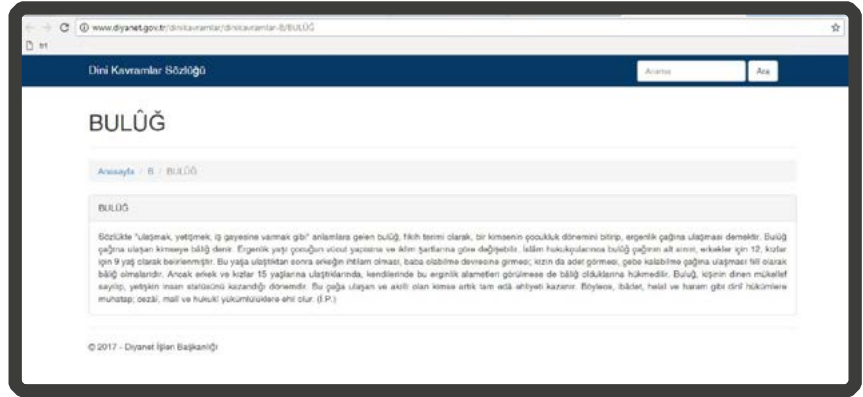 www.diyanet.gov.tr/dinikavramlar/dinikavramlar-B/BULÛĞ
Dini Kavramlar Sözlüğü
Arama
Ara
BULÛĞ
Anasayfa / B / BULÛĞ
BULÛĞ
Sözlükte "ulaşmak, yetişmek, iş gayesine varmak gibi" anlamlara gelen bulûğ, fıkıh terimi olarak, bir kimsenin çocukluk dönemini bitirip, ergenlik çağına ulaşması demektir. Bulûğ
çağına ulaşan kimseye bâliğ denir. Ergenlik yaşı çocuğun vücut yapısına ve iklim şartlarına göre değişebilir. İslâm hukukçularınca bulûğ çağının alt sınırı, erkekler için 12, kızlar
için 9 yaş olarak belirlenmiştir. Bu yaşa ulaştıktan sonra erkeğin ihtilam olması, baba olabilme devresine girmesi; kızın da adet görmesi, gebe kalabilme çağına ulaşması fiil olarak
bâliğ olmalarıdır. Ancak erkek ve kızlar 15 yaşlarına ulaştıklarında, kendilerinde bu erginlik alametleri görülmese de bâliğ olduklarına hükmedilir. Buluğ, kişinin dinen mükellef
sayılıp, yetişkin insan statüsünü kazandığı dönemdir. Bu çağa ulaşan ve akıllı olan kimse artık tam edâ ehliyeti kazanır. Böylece, ibâdet, helal ve haram gibi dinî hükümlere
muhatap; cezâî, malî ve hukukî yükümlülüklere ehil olur. (İ.P.)
© 2017 - Diyanet İşleri Başkanlığı